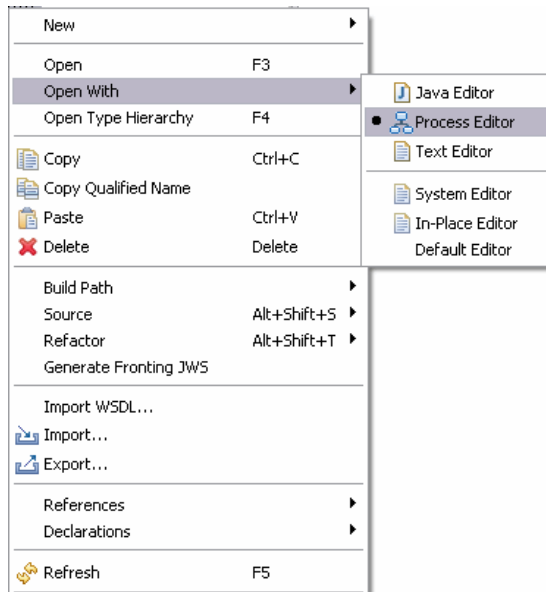 New
Open F3
Open With
Open Type Hierarchy F4
Copy Ctrl+C
Copy Qualified Name
Paste Ctrl+V
Delete Delete
Build Path
Source Alt+Shift+S
Refactor Alt+Shift+T
Generate Fronting JWS
Import WSDL...
Import...
Export...
References
Declarations
Refresh F5
Java Editor
Process Editor
Text Editor
System Editor
In-Place Editor
Default Editor